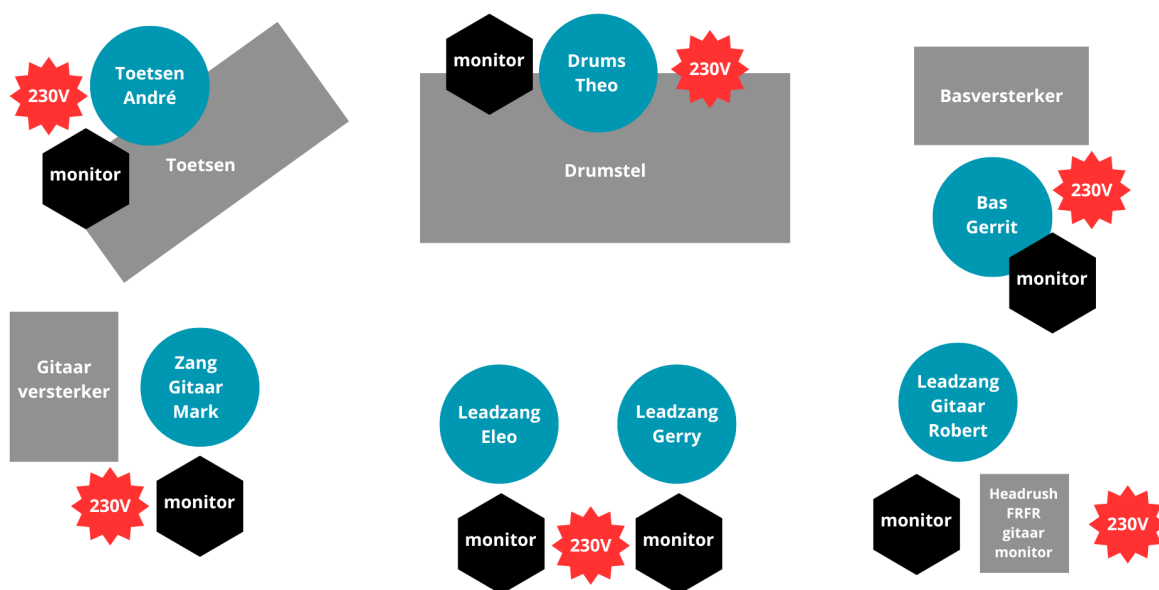 Toetsen
André
230V
monitor
Toetsen
monitor
Drums
Theo
230V
Drumstel
Basversterker
Bas
Gerrit
230V
monitor
Gitaar
versterker
Zang
Gitaar
Mark
230V
monitor
Leadzang
Eleo
Leadzang
Gerry
monitor
230V
monitor
Leadzang
Gitaar
Robert
monitor
Headrush
FRFR
gitaar
monitor
230V